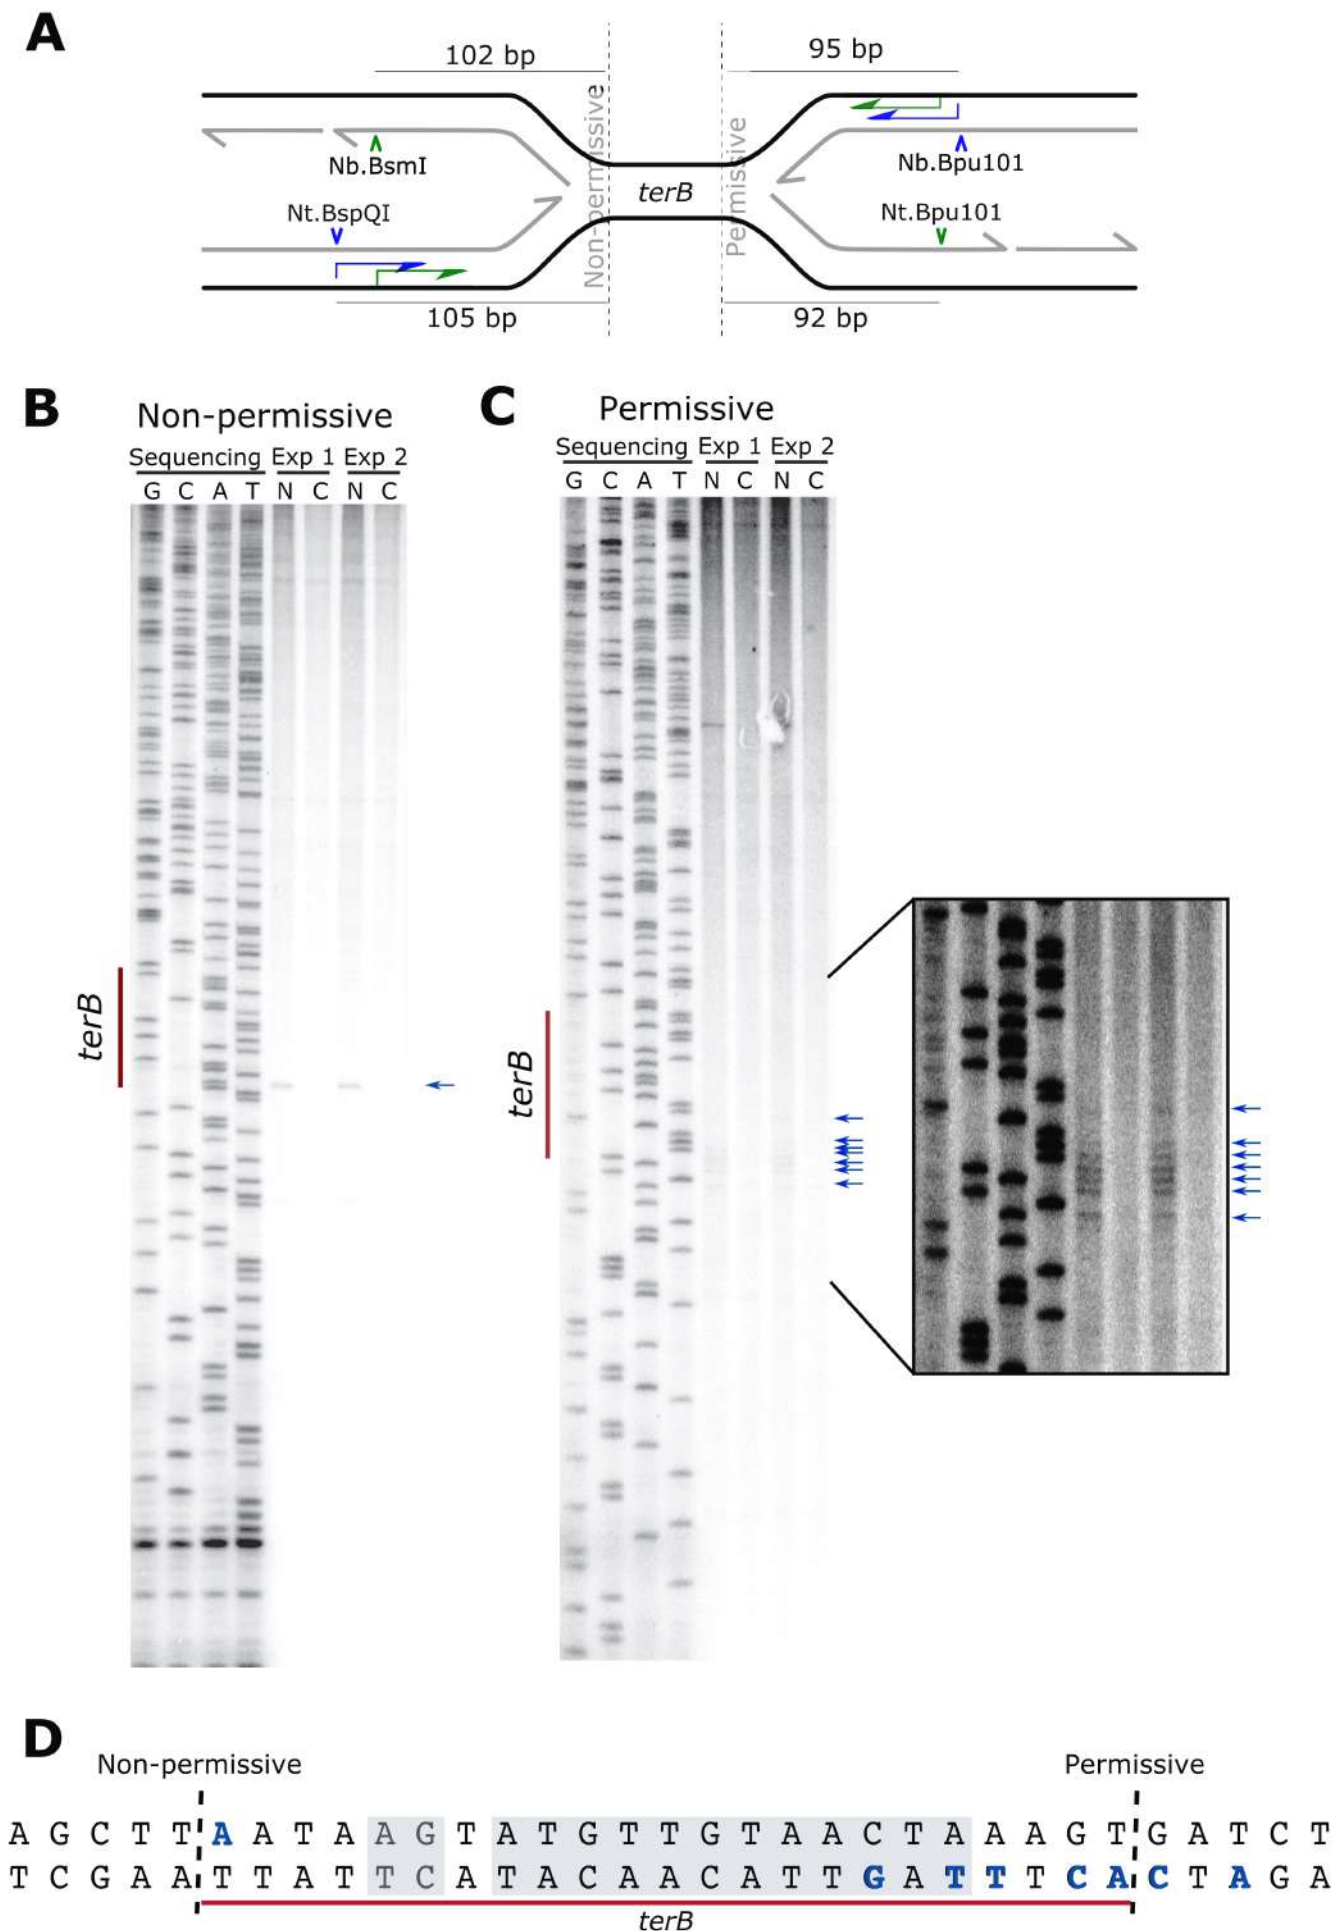 A
102 bp
95 bp
Non-permissive
Permissive
Nb.BsmI
terB
Nb.Bpu101
Nt.BspQI
Nt.Bpu101
105 bp
92 bp
B
Non-permissive
Sequencing Exp 1 Exp 2
G C A T N C N C
terB
C
Permissive
Sequencing Exp 1 Exp 2
G C A T N C N C
terB
D
Non-permissive
Permissive
A G C T T A A T A A G T A T G T T G T A A C T A A A G T G A T C T
T C G A A T T A T T C A T A C A A C A T T G A T T T C A C T A G A
terB